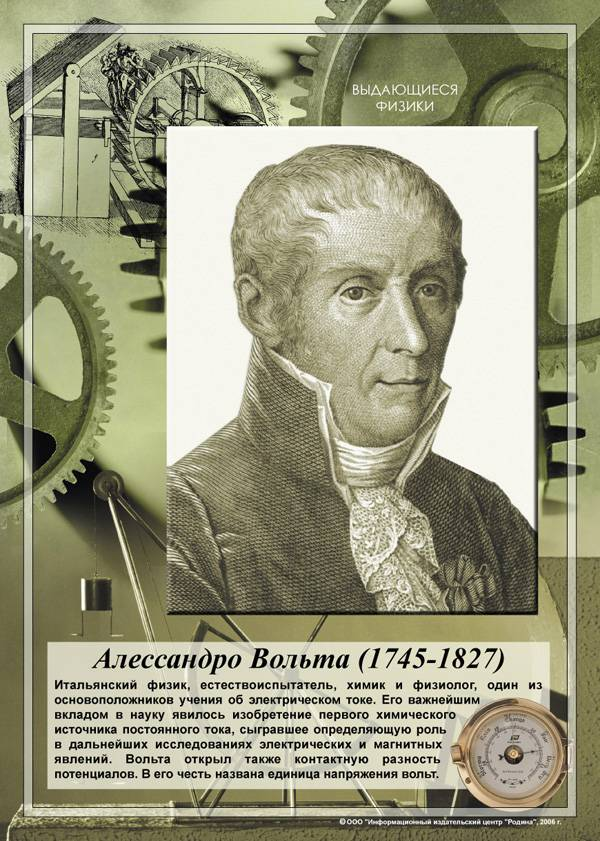 ВЫДАЮЩИЕСЯ
ФИЗИКИ
Алессандро Вольта (1745-1827)
Итальянский физик, естествоиспытатель, химик и физиолог, один из
основоположников учения об электрическом токе. Его важнейшим
вкладом в науку явилось изобретение первого химического
источника постоянного тока, сыгравшее определяющую роль
в дальнейших исследованиях электрических и магнитных
явлений. Вольта открыл также контактную разность
потенциалов. В его честь названа единица напряжения вольт.
© ООО "Информационный издательский центр "Родина", 2006 г.